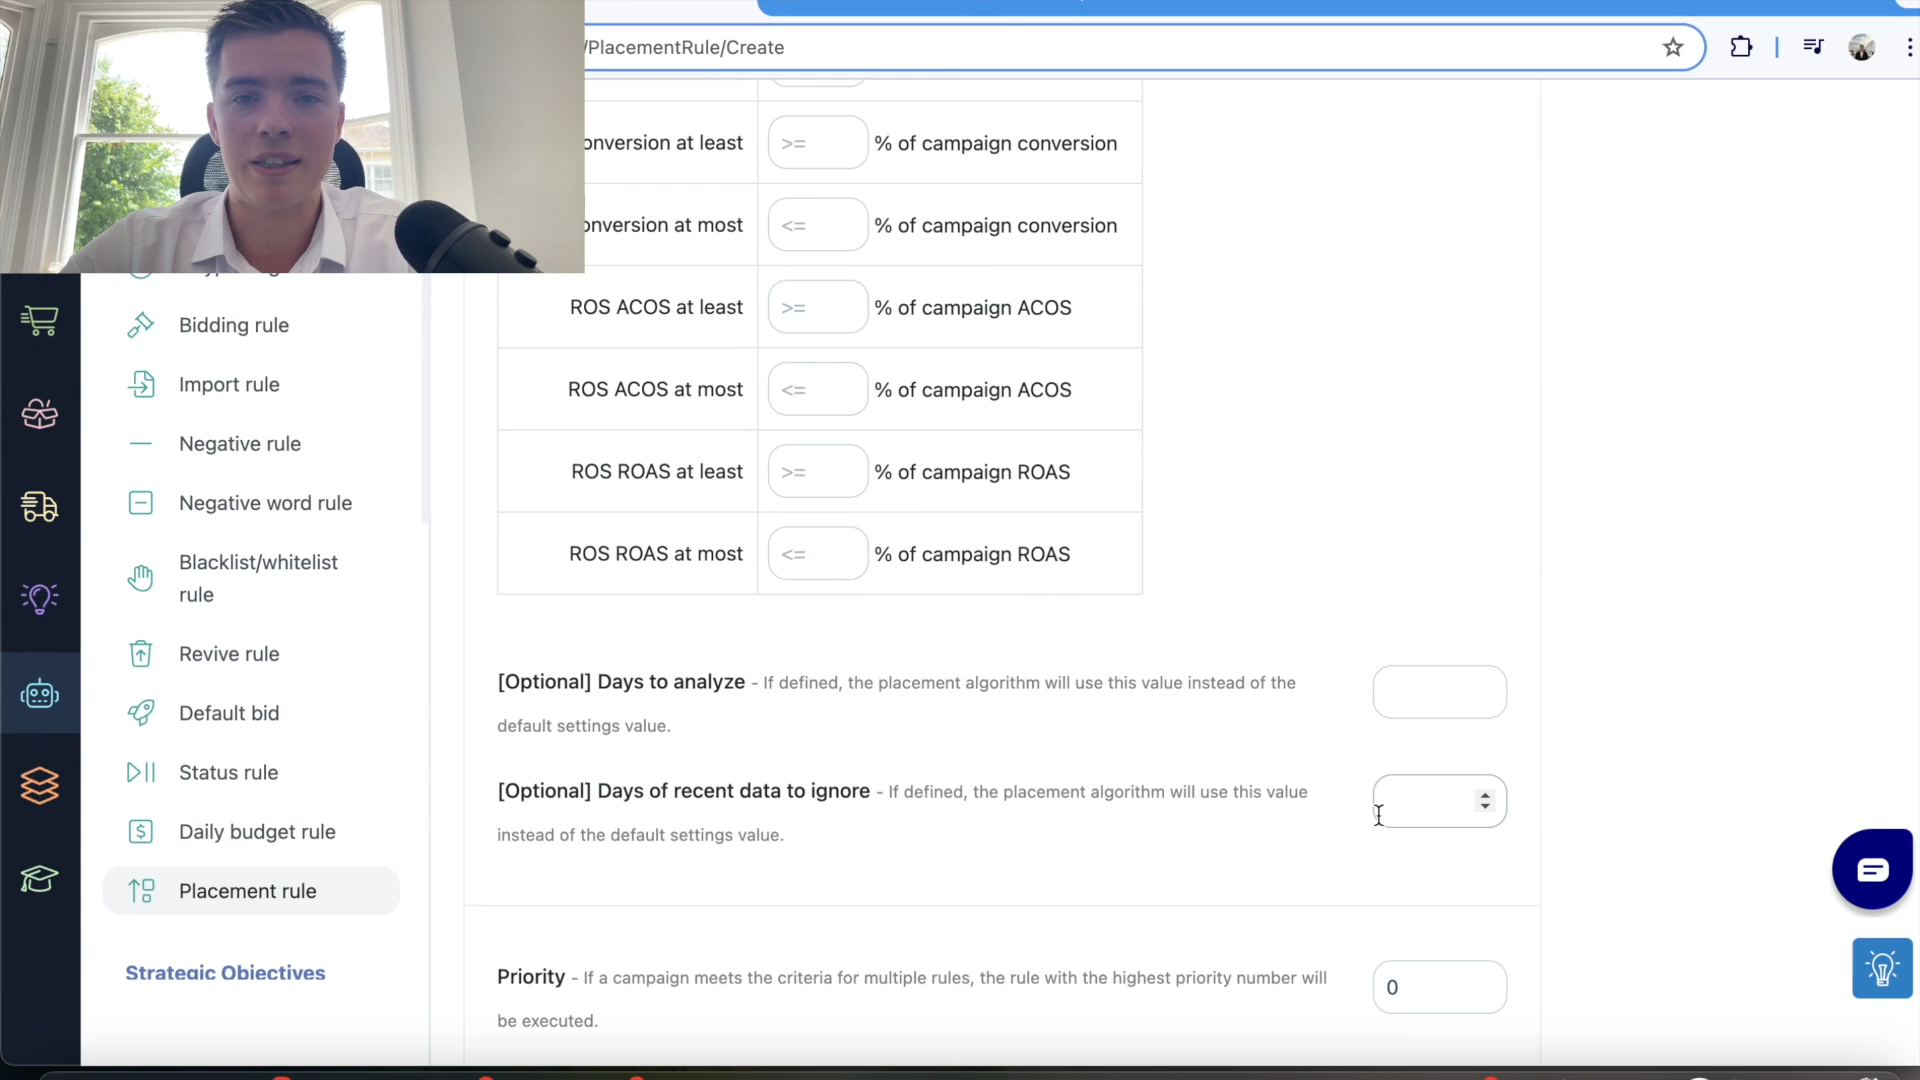 /PlacementRule/Create
onversion at least >= % of campaign conversion
onversion at most <= % of campaign conversion
ROS ACOS at least >= % of campaign ACOS
ROS ACOS at most <= % of campaign ACOS
ROS ROAS at least >= % of campaign ROAS
ROS ROAS at most <= % of campaign ROAS
Bidding rule
Import rule
Negative rule
Negative word rule
Blacklist/whitelist
rule
Revive rule
Default bid
Status rule
Daily budget rule
Placement rule
Strategic Objectives
[Optional] Days to analyze - If defined, the placement algorithm will use this value instead of the
default settings value.
[Optional] Days of recent data to ignore - If defined, the placement algorithm will use this value
instead of the default settings value.
Priority - If a campaign meets the criteria for multiple rules, the rule with the highest priority number will
be executed.
0